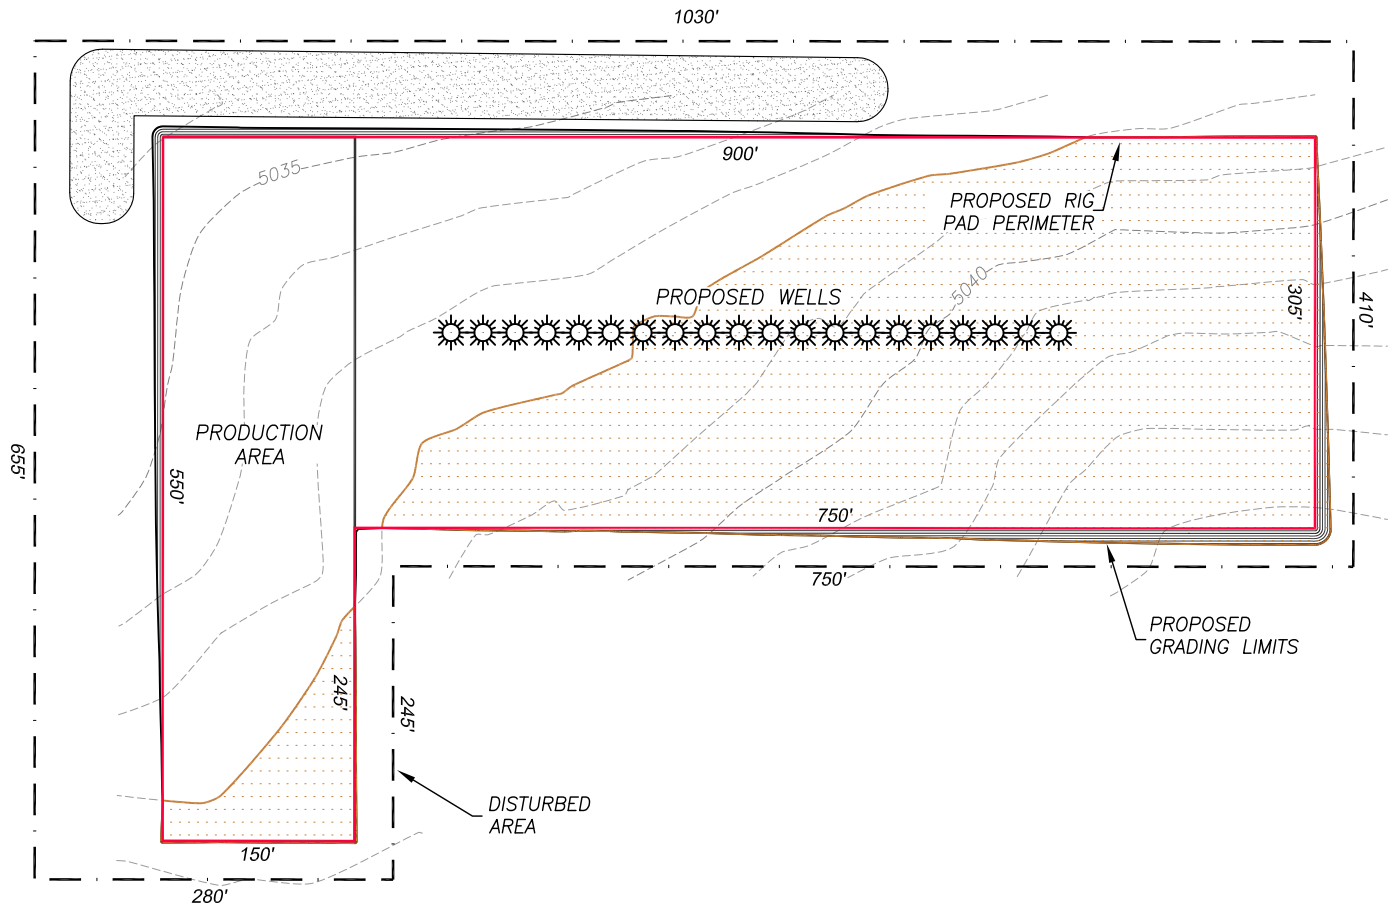 1030'
900'
5035
PROPOSED RIG
PAD PERIMETER
5040
PROPOSED WELLS
305'
410'
PRODUCTION
AREA
655'
550'
750'
750'
PROPOSED
GRADING LIMITS
245'
245'
DISTURBED
AREA
150'
280'